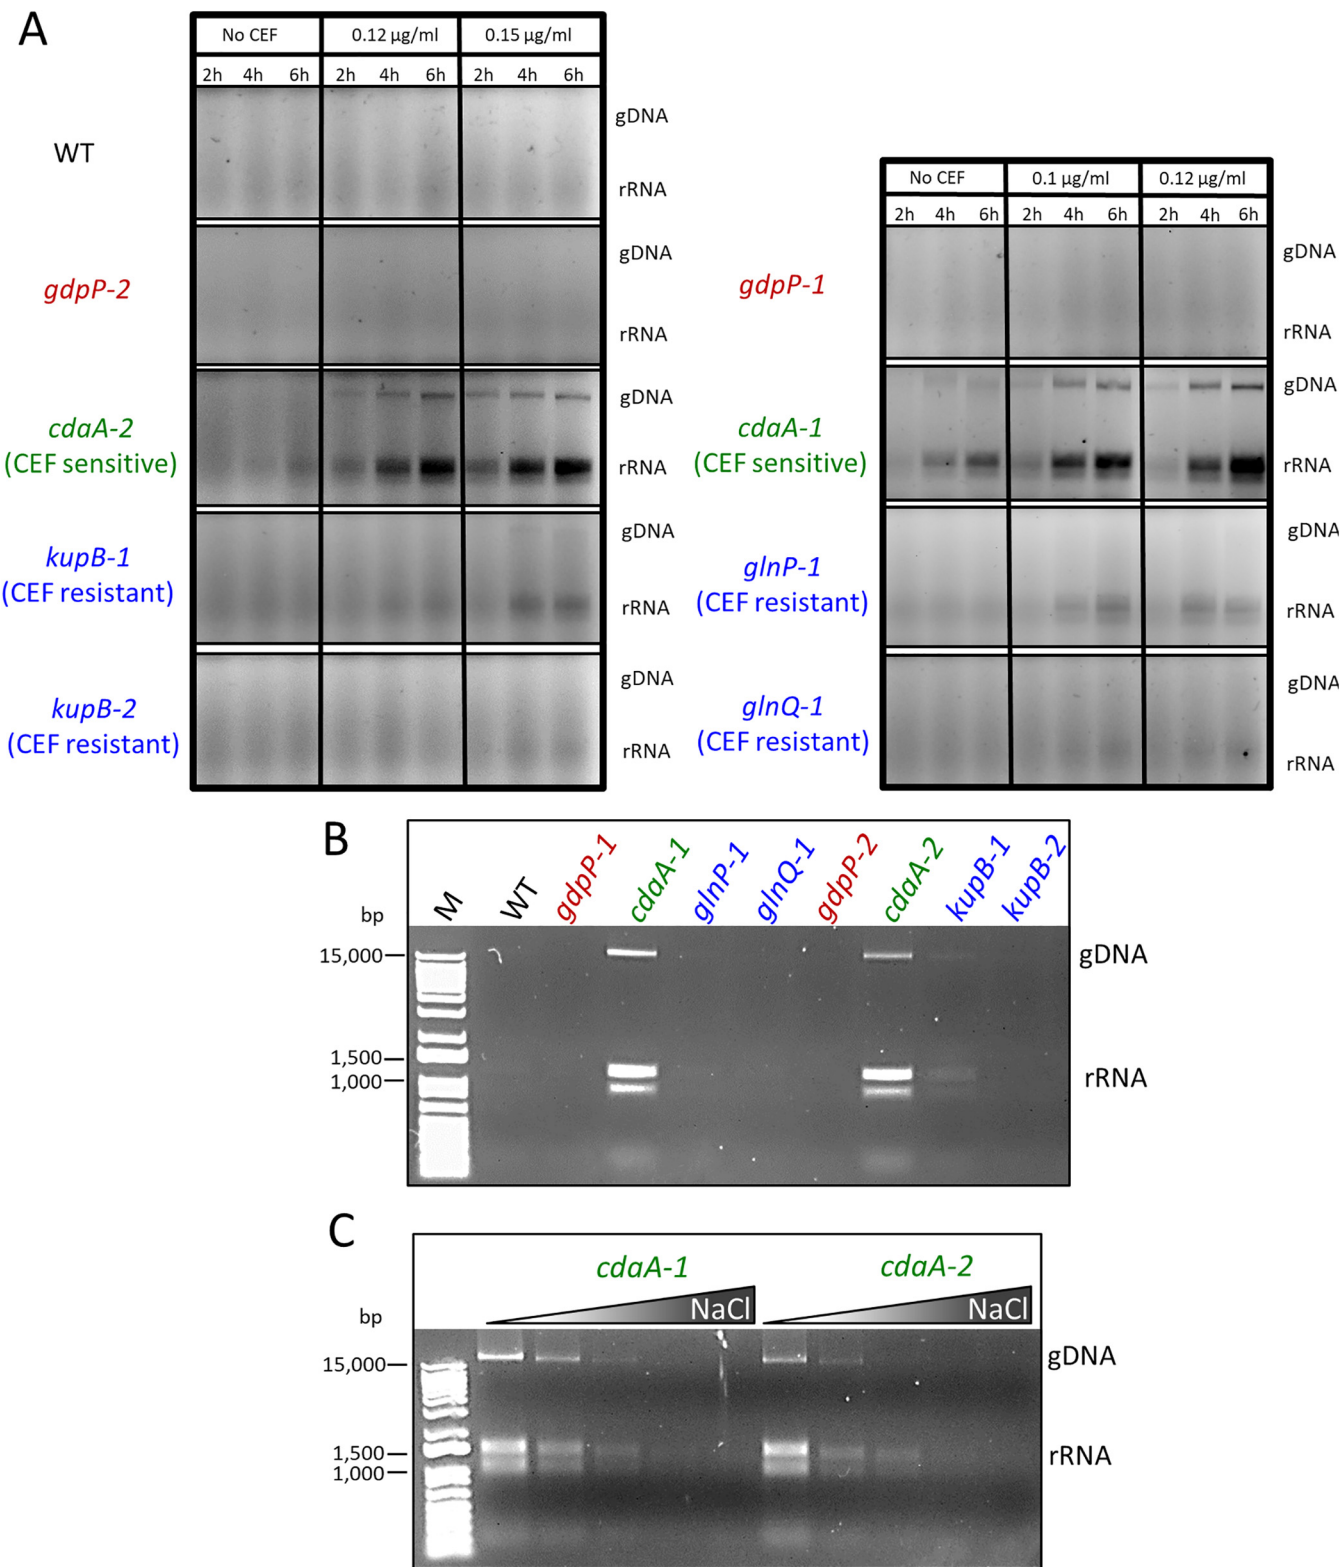 A
No CEF 0.12 µg/ml 0.15 µg/ml
2h 4h 6h 2h 4h 6h 2h 4h 6h
WT
gDNA
rRNA
gdpP-2
gDNA
rRNA
cdaA-2
(CEF sensitive)
gDNA
rRNA
kupB-1
(CEF resistant)
gDNA
rRNA
kupB-2
(CEF resistant)
gDNA
rRNA
No CEF 0.1 µg/ml 0.12 µg/ml
2h 4h 6h 2h 4h 6h 2h 4h 6h
gdpP-1
gDNA
rRNA
cdaA-1
(CEF sensitive)
gDNA
rRNA
glnP-1
(CEF resistant)
gDNA
rRNA
glnQ-1
(CEF resistant)
gDNA
rRNA
B
bp M WT gdpP-1 cdaA-1 glnP-1 glnQ-1 gdpP-2 cdaA-2 kupB-1 kupB-2
15,000 gDNA
1,500
1,000 rRNA
C
cdaA-1 cdaA-2
bp NaCl NaCl
15,000 gDNA
1,500 rRNA
1,000